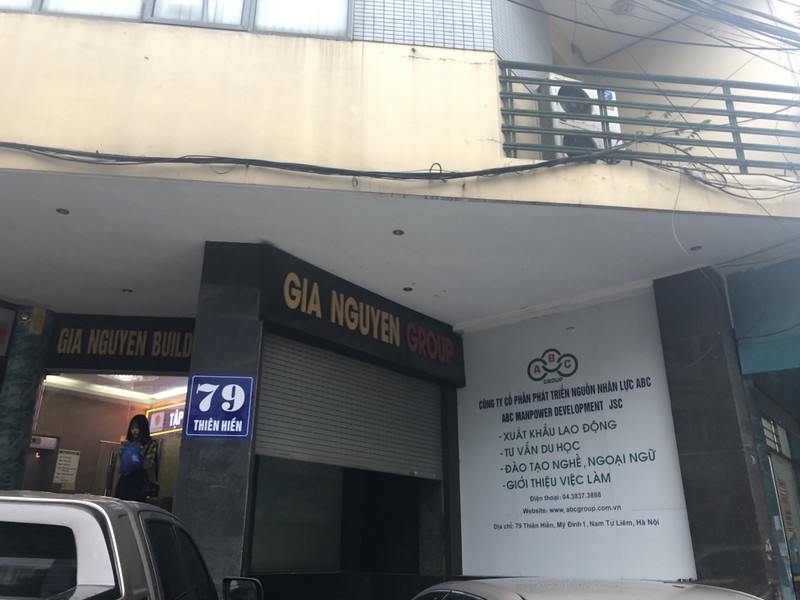 GIA NGUYEN BUILD
TẬP
79
THIÊN HIỀN
GIA NGUYEN GROUP
ABC
GROUP
CÔNG TY CỔ PHẦN PHÁT TRIỂN NGUỒN NHÂN LỰC ABC
ABC MANPOWER DEVELOPMENT JSC
- XUẤT KHẨU LAO ĐỘNG
- TƯ VẤN DU HỌC
- ĐÀO TẠO NGHỀ, NGOẠI NGỮ
- GIỚI THIỆU VIỆC LÀM
Điện thoại : 04.3837.3888
Website: www.abcgroup.com.vn
Địa chỉ: 79 Thiên Hiền, Mỹ Đình 1, Nam Từ Liêm, Hà Nội